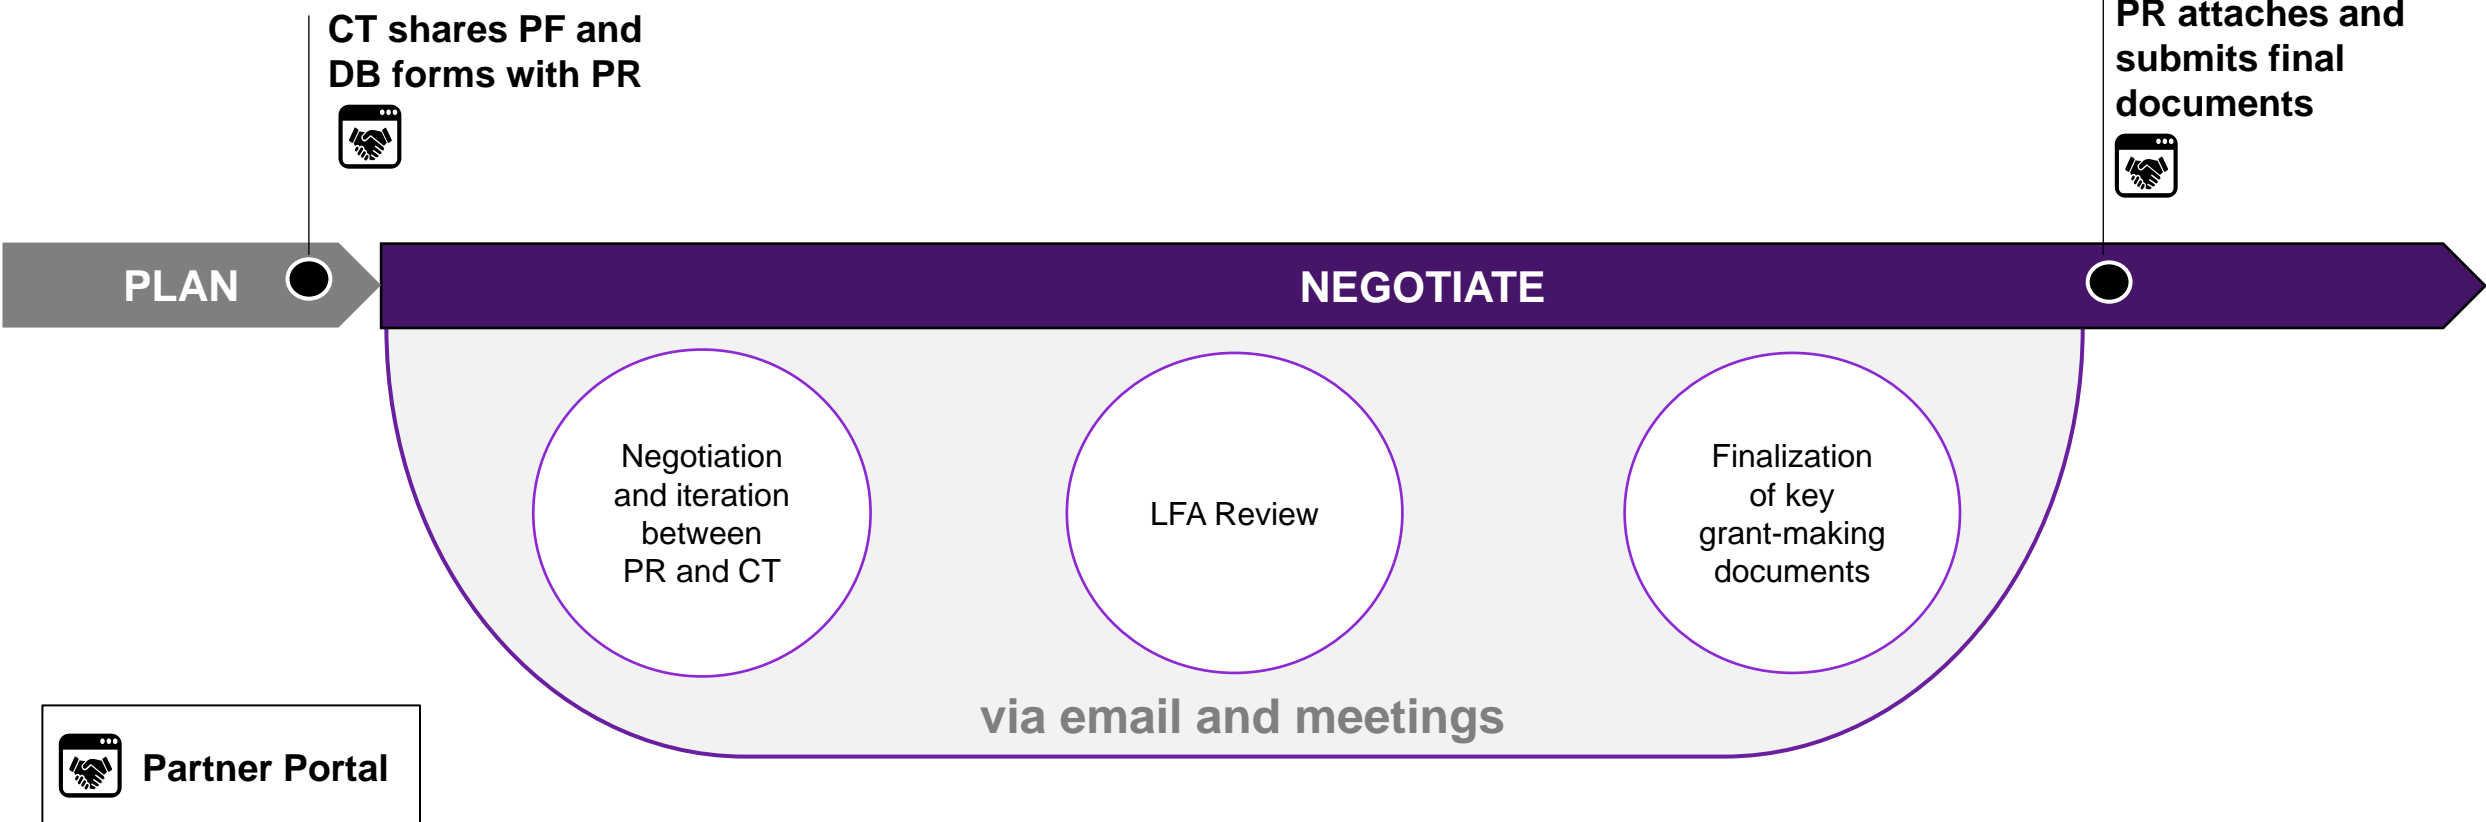 CT shares PF and
DB forms with PR
PR attaches and
submits final
documents
PLAN
NEGOTIATE
Negotiation
and iteration
between
PR and CT
LFA Review
Finalization
of key
grant-making
documents
via email and meetings
Partner Portal